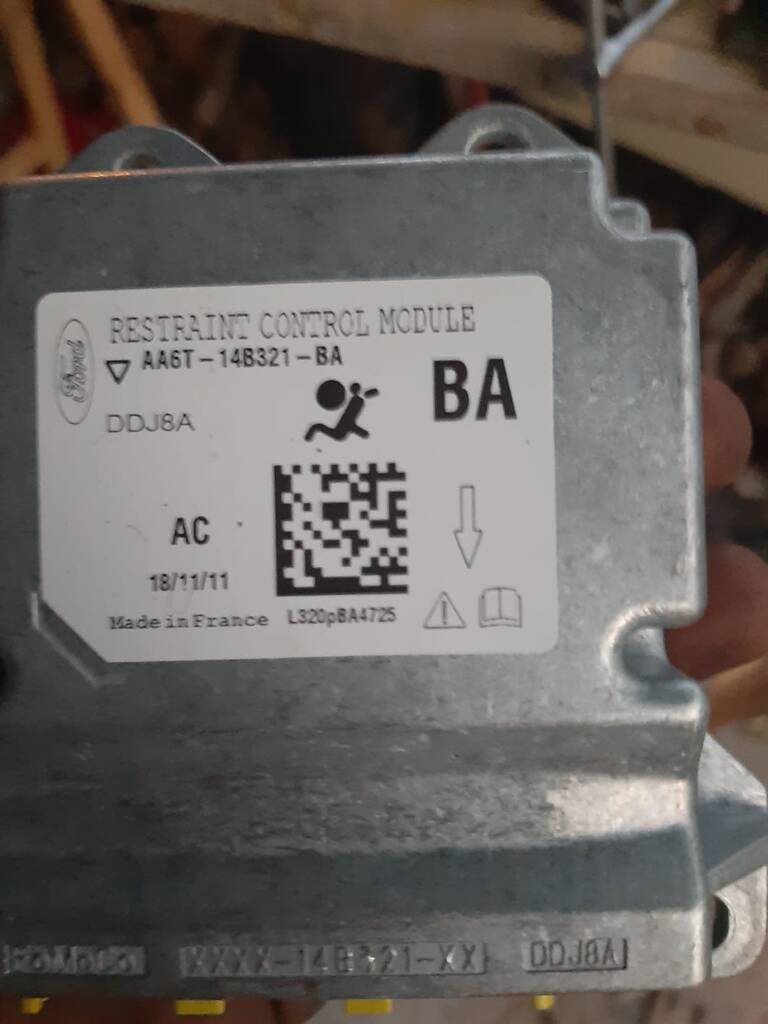 RESTRAINT CONTROL MODULE
Ford
AA6T-14B321-BA
BA
DDJ8A
AC
18/11/11
Made in France
L320pBA4725
XXXX-14B321-XX
DDJ8A